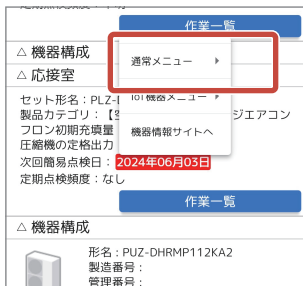 作業一覧
△ 機器構成
通常メニュー
△ 応接室
セット形名：PLZ-
IoT機器メニュー
製品カテゴリ：【
ジエアコン
フロン初期充填量
圧縮機の定格出力
機器情報サイトへ
次回簡易点検日：2024年06月03日
定期点検頻度：なし
作業一覧
△ 機器構成
形名：PUZ-DHRMP112KA2
製造番号：
管理番号：